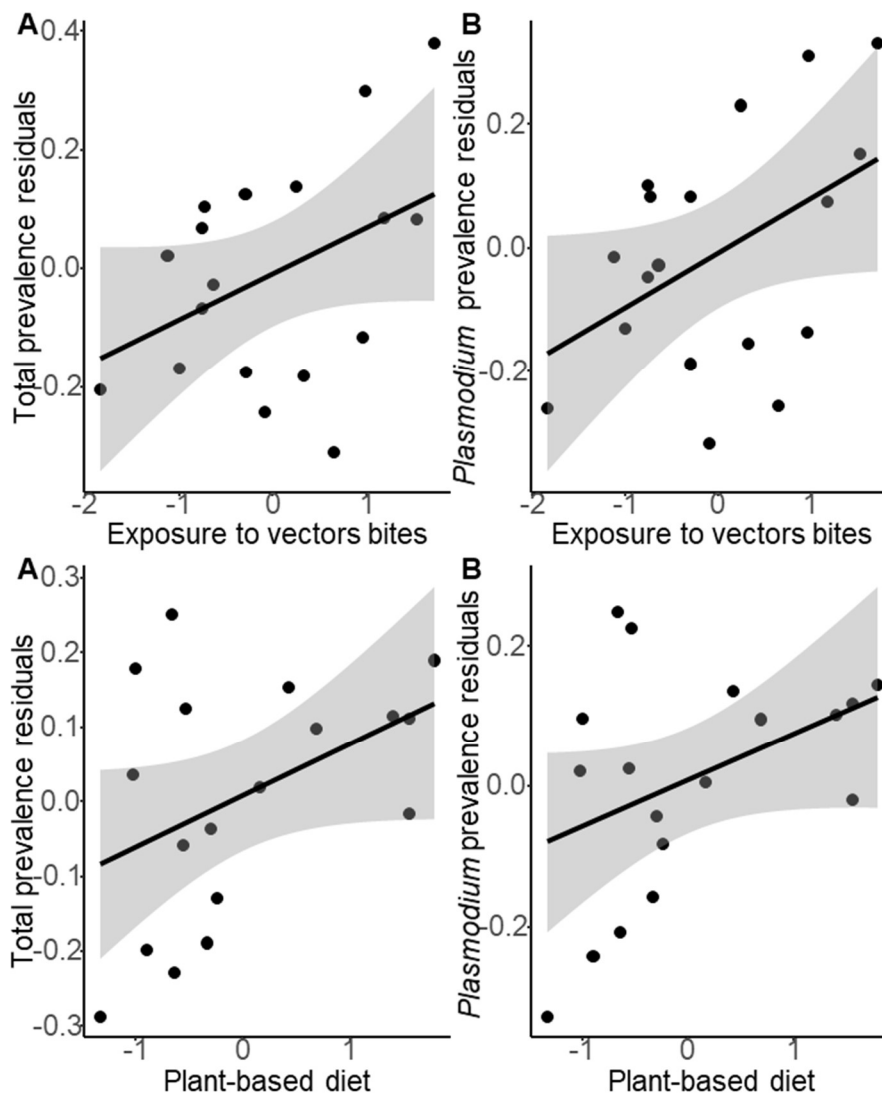 A
0.4
0.2
0.0
-0.2
Total prevalence residuals
-2
-1
0
1
Exposure to vectors bites
B
0.2
0.0
-0.2
Plasmodium prevalence residuals
-2
-1
0
1
Exposure to vectors bites
A
0.3
0.2
0.1
0.0
-0.1
-0.2
-0.3
Total prevalence residuals
-1
0
1
Plant-based diet
B
0.2
0.0
-0.2
Plasmodium prevalence residuals
-1
0
1
Plant-based diet